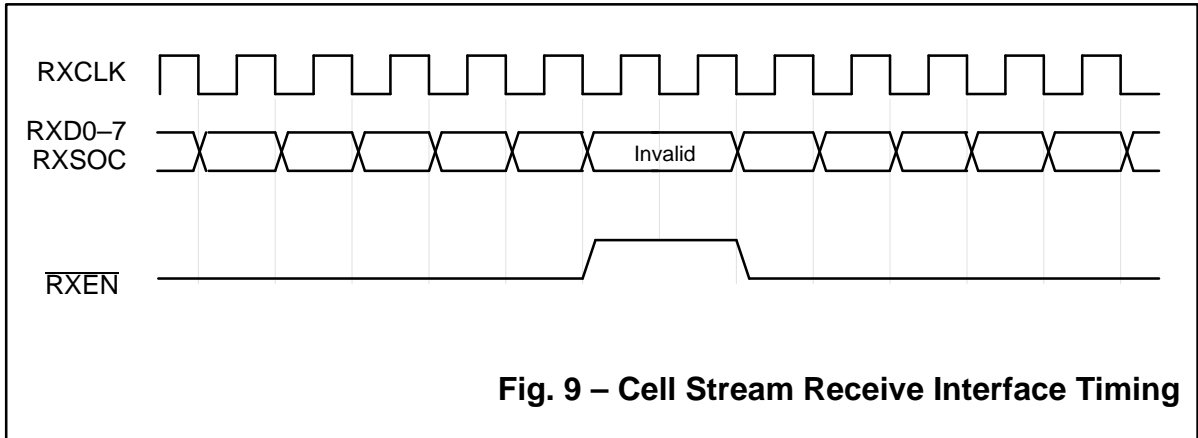 RXCLK
RXD0–7
RXSOC
Invalid
RXEN
Fig. 9 – Cell Stream Receive Interface Timing